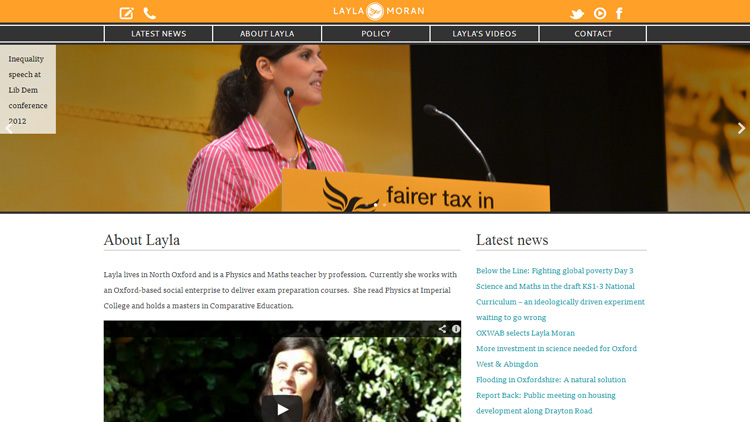 LAYLA MORAN
LATEST NEWS
ABOUT LAYLA
POLICY
LAYLA'S VIDEOS
CONTACT
Inequality
speech at
Lib Dem
conference
2012
fairer tax in
About Layla
Layla lives in North Oxford and is a Physics and Maths teacher by profession. Currently she works with
an Oxford-based social enterprise to deliver exam preparation courses. She read Physics at Imperial
College and holds a masters in Comparative Education.
Latest news
Below the Line: Fighting global poverty Day 3
Science and Maths in the draft KS1-3 National
Curriculum – an ideologically driven experiment
waiting to go wrong
OXWAB selects Layla Moran
More investment in science needed for Oxford
West & Abingdon
Flooding in Oxfordshire: A natural solution
Report Back: Public meeting on housing
development along Drayton Road